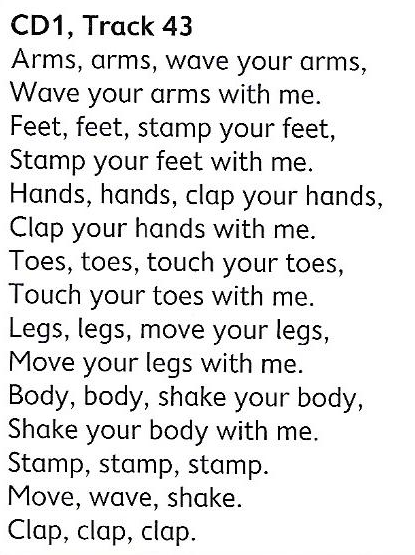 CD1, Track 43
Arms, arms, wave your arms,
Wave your arms with me.
Feet, feet, stamp your feet,
Stamp your feet with me.
Hands, hands, clap your hands,
Clap your hands with me.
Toes, toes, touch your toes,
Touch your toes with me.
Legs, legs, move your legs,
Move your legs with me.
Body, body, shake your body,
Shake your body with me.
Stamp, stamp, stamp.
Move, wave, shake.
Clap, clap, clap.